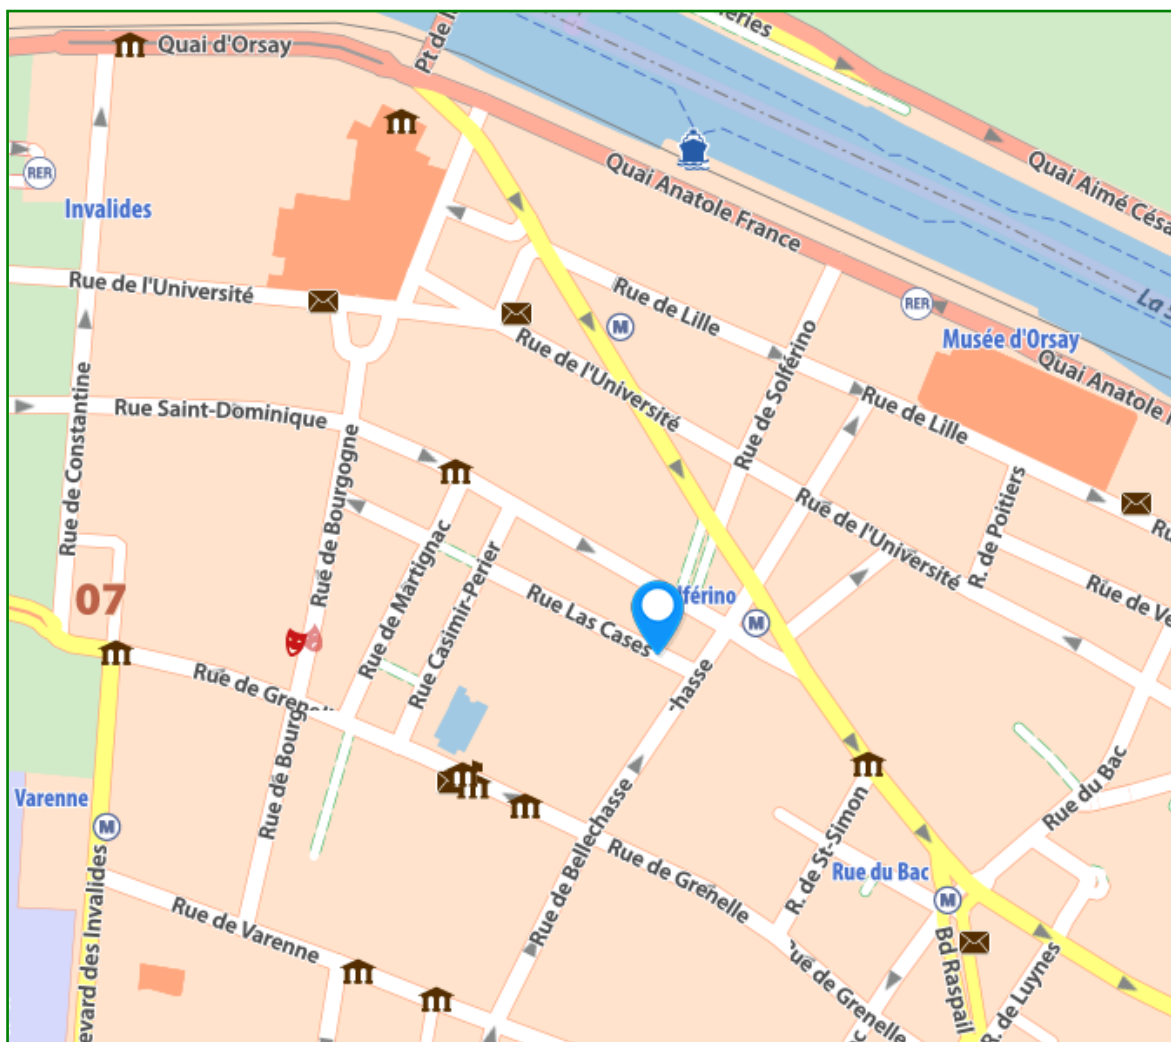 Quai d'Orsay
Pt de l
eries
RER
Invalides
Quai Anatole France
Quai Aimé Césa
La S
Rue de l'Université
Rue de Lille
M
RER
Musée d'Orsay
Quai Anatole
Rue de l'Université
Rue de Solférino
Rue Saint-Dominique
Rue de Constantine
Rue de Bourgogne
Rue de Lille
Rue de l'Université
R. de Poitiers
Ru
Rue de Martignac
Rue Casimir-Perier
Rue Las Cases
lférino
M
Rue de Ve
07
Rue de Grenell
chasse
Rue de Bourg
Varenne
M
Rue de Bellechasse
Rue de Grenelle
R. de St-Simon
Rue du Bac
Rue du Bac
M
Rue de Varenne
evard des Invalides
Rue de Grenelle
Bd Raspail
R. de Luynes
c